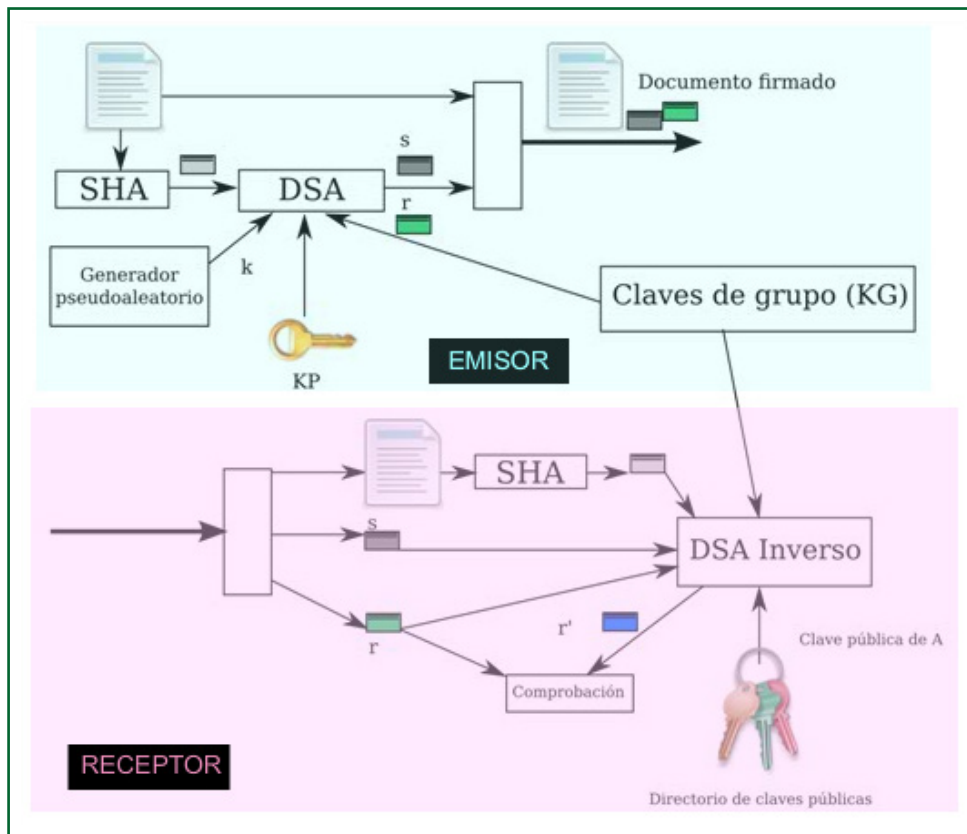 Documento firmado
s
SHA
DSA
r
Generador
pseudoaleatorio
k
Claves de grupo (KG)
KP
EMISOR
SHA
s
DSA Inverso
r
r'
Clave pública de A
Comprobación
RECEPTOR
Directorio de claves públicas